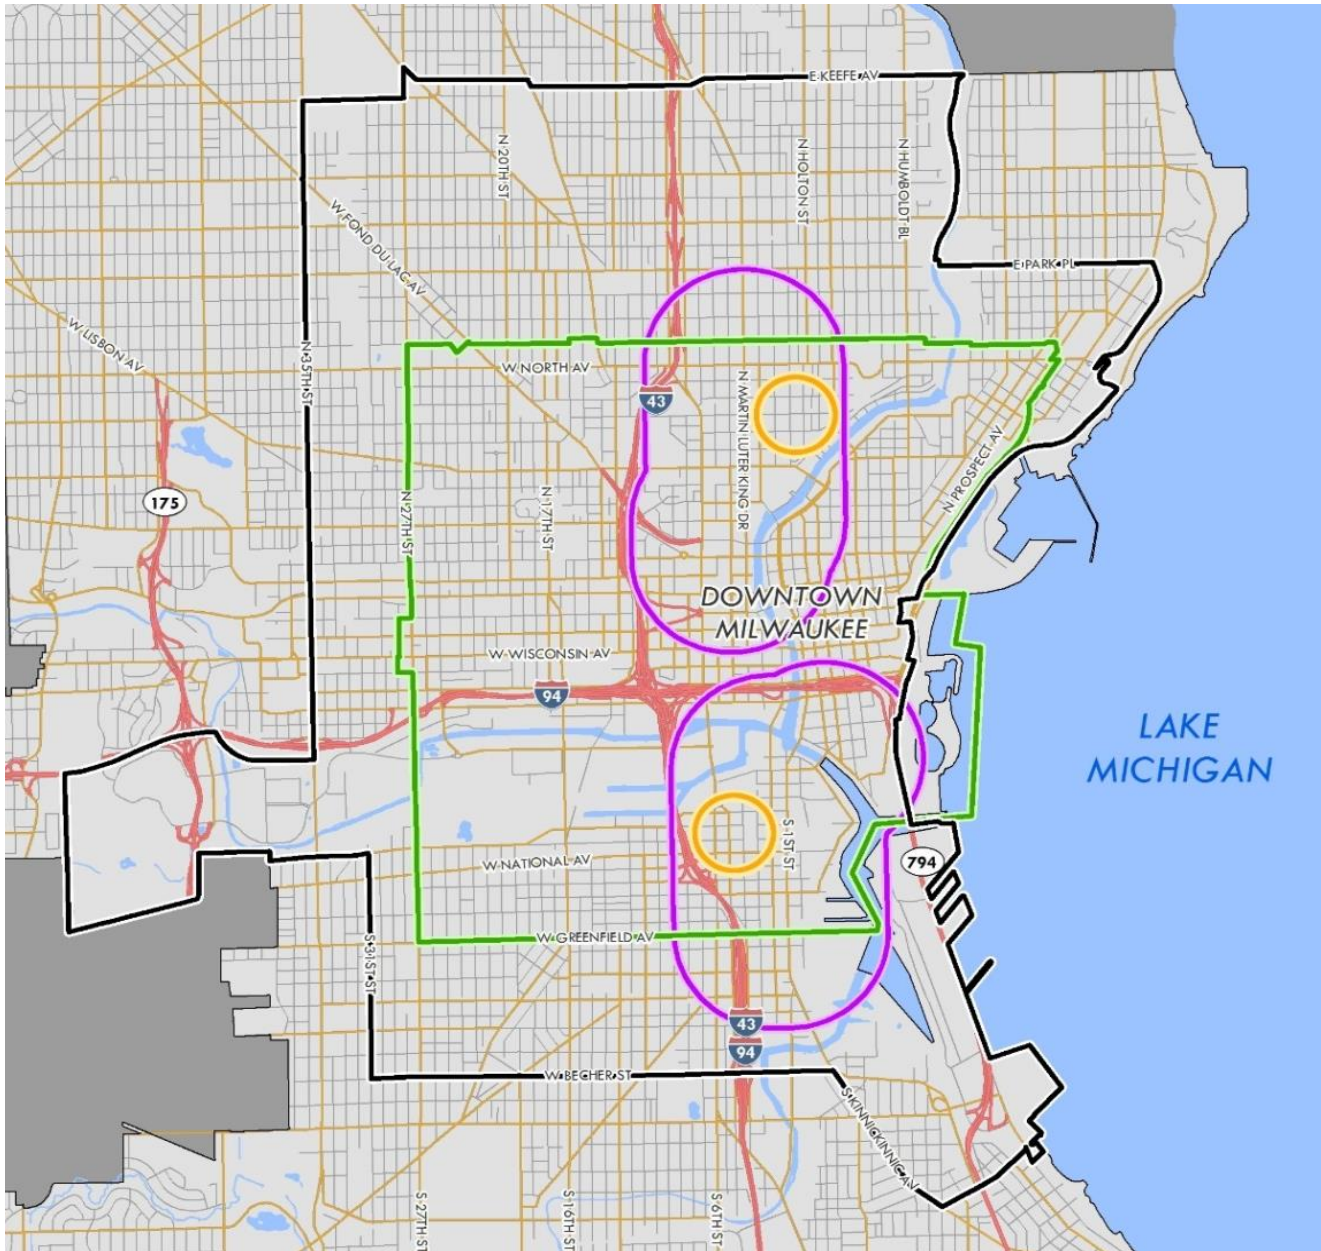 E KEEFE AV
N 20TH ST
N HOLTON ST
N HUMBOLDT BL
W FOND DU LAC AV
E PARK PL
W LISBON AV
N 35TH ST
W NORTH AV
43
N MARTIN LUTER KING DR
N PROSPECT AV
175
N 27TH ST
N 17TH ST
DOWNTOWN
MILWAUKEE
W WISCONSIN AV
94
LAKE
MICHIGAN
S 1ST ST
W NATIONAL AV
794
W GREENFIELD AV
S 31ST ST
43
94
W BECHER ST
S KINNICKINNIC AV
S 27TH ST
S 16TH ST
S 6TH ST